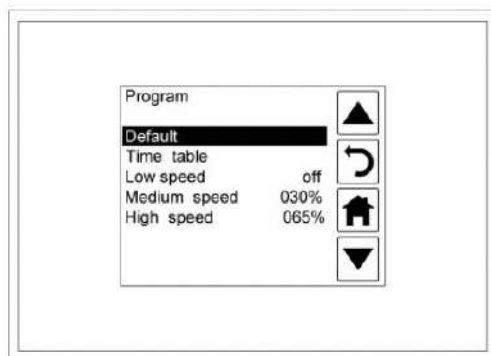 Program
Default
Time table
Low speed off
Medium speed 030%
High speed 065%